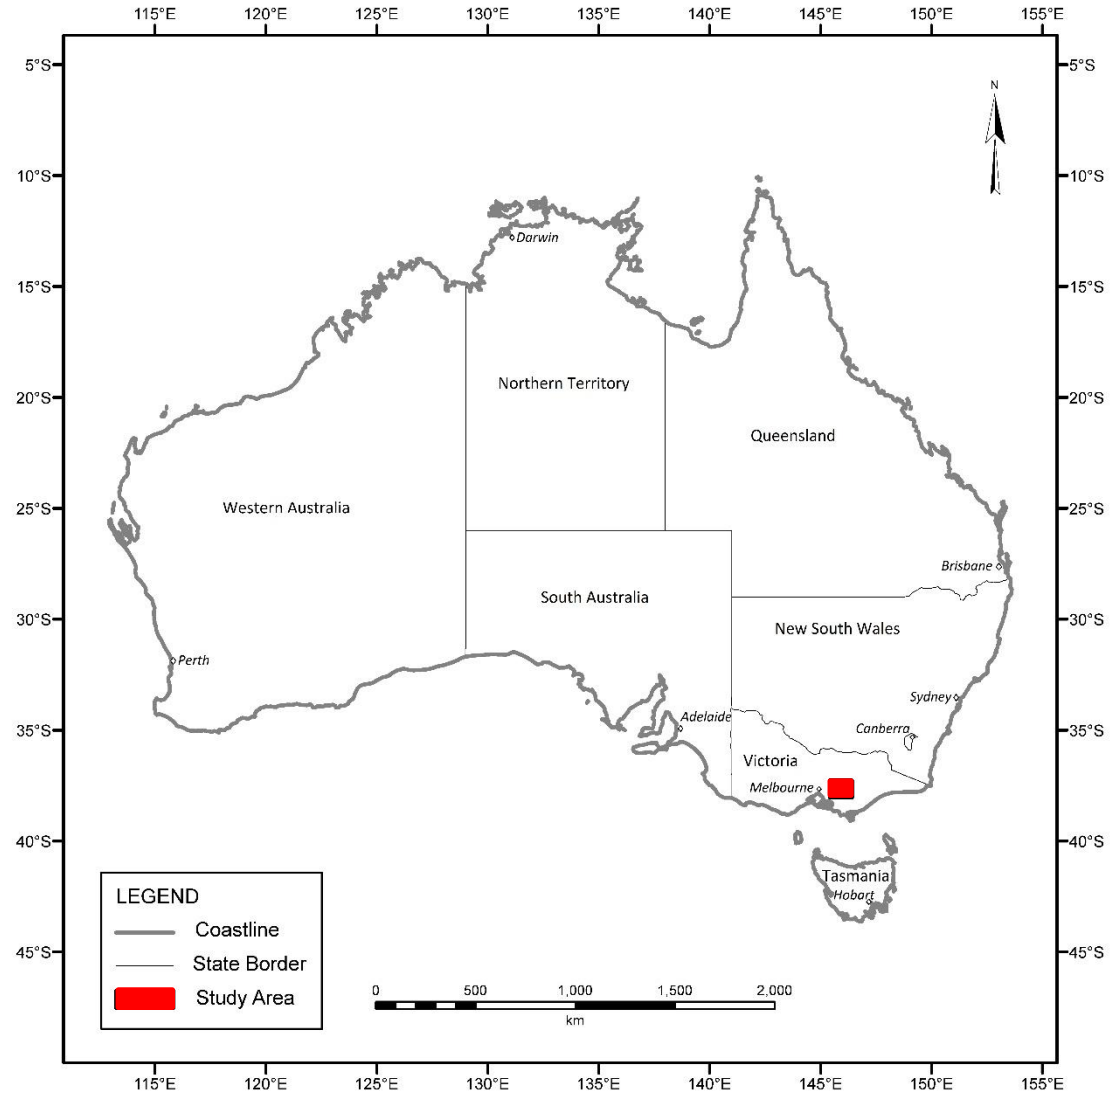 115°E 120°E 125°E 130°E 135°E 140°E 145°E 150°E 155°E
5°S 5°S
N
10°S 10°S
Darwin
15°S 15°S
Northern Territory
20°S 20°S
Queensland
Western Australia
25°S 25°S
Brisbane
South Australia
30°S 30°S
New South Wales
Perth
Sydney
Adelaide
35°S 35°S
Canberra
Victoria
Melbourne
40°S 40°S
Tasmania
Hobart
LEGEND
Coastline
State Border
Study Area
45°S 45°S
0 500 1,000 1,500 2,000
km
115°E 120°E 125°E 130°E 135°E 140°E 145°E 150°E 155°E